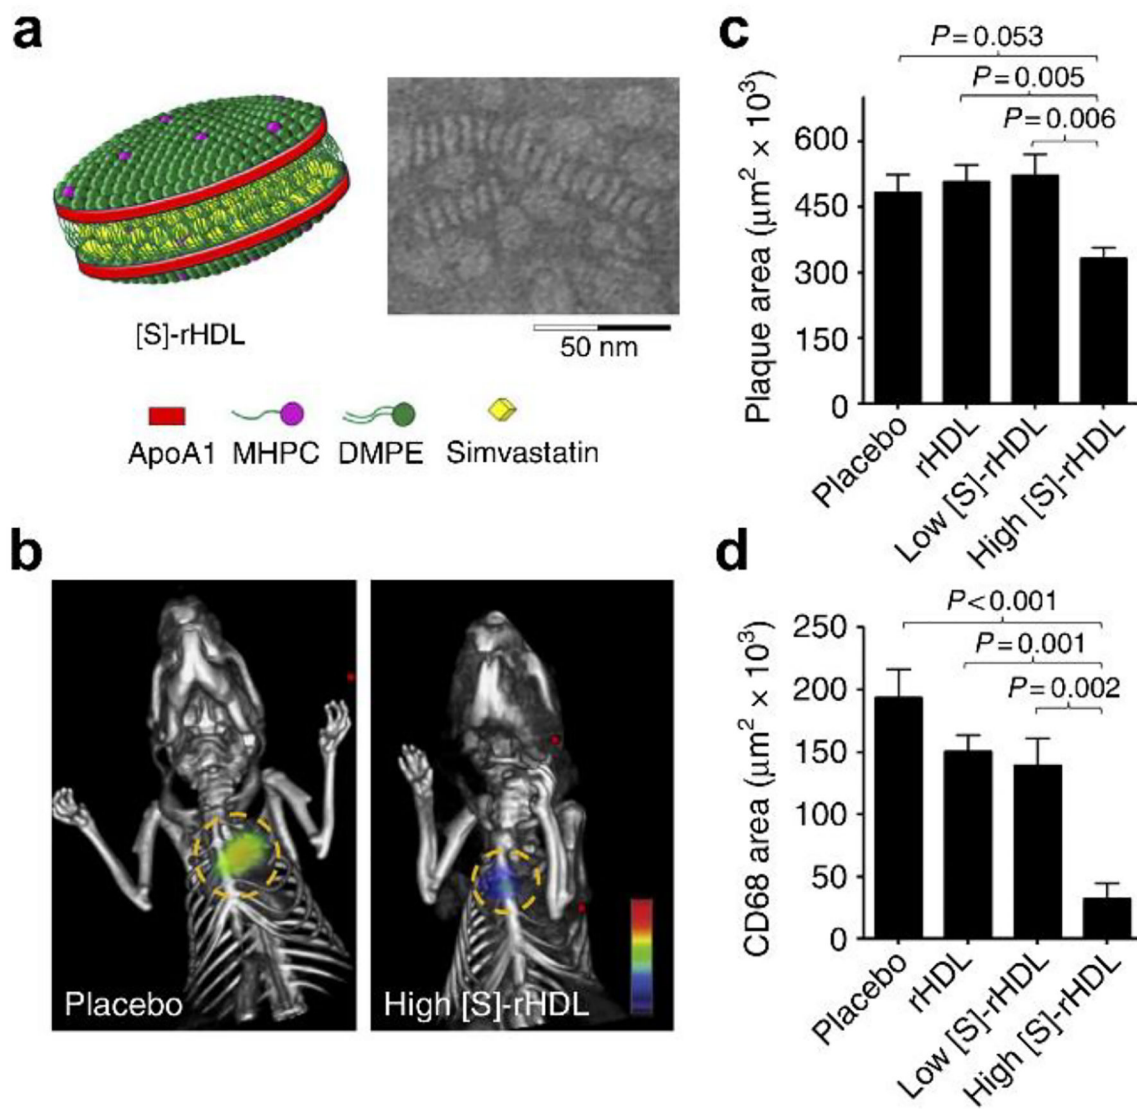 a
[S]-rHDL
50 nm
ApoA1 MHPC DMPE Simvastatin
b
Placebo
High [S]-rHDL
c
P = 0.053
P = 0.005
P = 0.006
Plaque area (μm² × 10³)
600
450
300
150
0
Placebo
rHDL
Low [S]-rHDL
High [S]-rHDL
d
P < 0.001
P = 0.001
P = 0.002
CD68 area (μm² × 10³)
250
200
150
100
50
0
Placebo
rHDL
Low [S]-rHDL
High [S]-rHDL